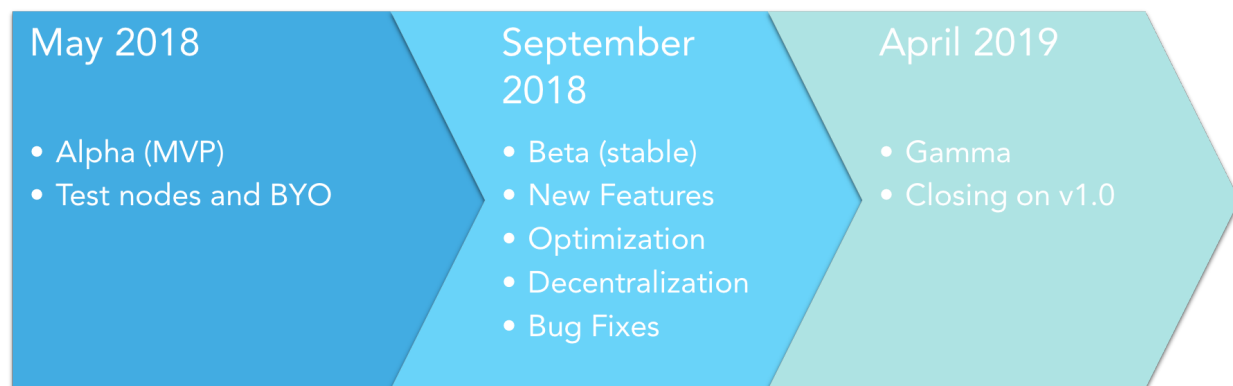 May 2018
• Alpha (MVP)
• Test nodes and BYO
September
2018
• Beta (stable)
• New Features
• Optimization
• Decentralization
• Bug Fixes
April 2019
• Gamma
• Closing on v1.0